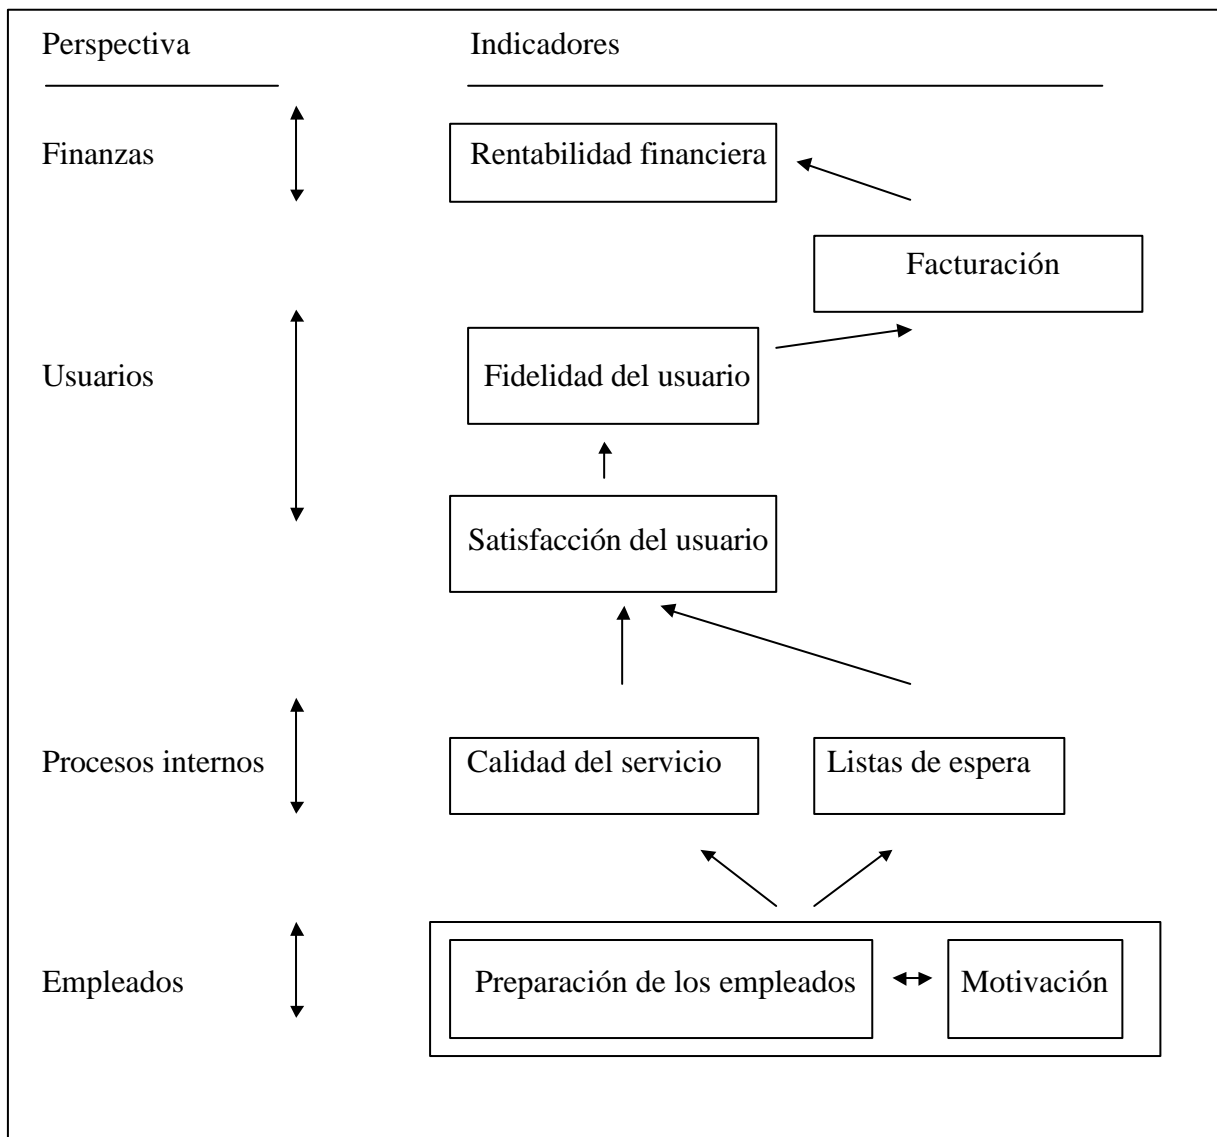 Perspectiva Indicadores
Finanzas Rentabilidad financiera
Facturación
Usuarios Fidelidad del usuario
Satisfacción del usuario
Procesos internos Calidad del servicio Listas de espera
Empleados Preparación de los empleados Motivación